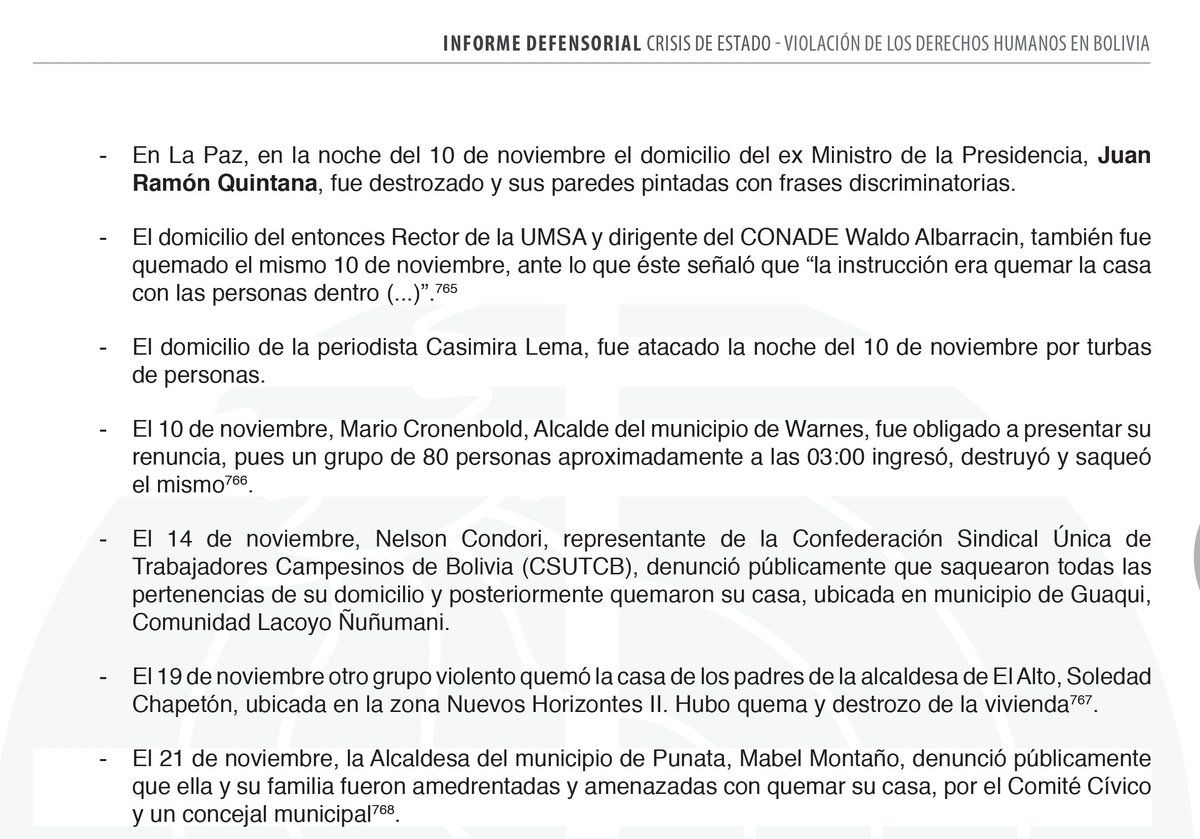 INFORME DEFENSORIAL CRISIS DE ESTADO - VIOLACIÓN DE LOS DERECHOS HUMANOS EN BOLIVIA
- En La Paz, en la noche del 10 de noviembre el domicilio del ex Ministro de la Presidencia, Juan
Ramón Quintana, fue destrozado y sus paredes pintadas con frases discriminatorias.
- El domicilio del entonces Rector de la UMSA y dirigente del CONADE Waldo Albarracin, también fue
quemado el mismo 10 de noviembre, ante lo que éste señaló que “la instrucción era quemar la casa
con las personas dentro (...)”.765
- El domicilio de la periodista Casimira Lema, fue atacado la noche del 10 de noviembre por turbas
de personas.
- El 10 de noviembre, Mario Cronenbold, Alcalde del municipio de Warnes, fue obligado a presentar su
renuncia, pues un grupo de 80 personas aproximadamente a las 03:00 ingresó, destruyó y saqueó
el mismo766.
- El 14 de noviembre, Nelson Condori, representante de la Confederación Sindical Única de
Trabajadores Campesinos de Bolivia (CSUTCB), denunció públicamente que saquearon todas las
pertenencias de su domicilio y posteriormente quemaron su casa, ubicada en municipio de Guaqui,
Comunidad Lacoyo Ñuñumani.
- El 19 de noviembre otro grupo violento quemó la casa de los padres de la alcaldesa de El Alto, Soledad
Chapetón, ubicada en la zona Nuevos Horizontes II. Hubo quema y destrozo de la vivienda767.
- El 21 de noviembre, la Alcaldesa del municipio de Punata, Mabel Montaño, denunció públicamente
que ella y su familia fueron amedrentadas y amenazadas con quemar su casa, por el Comité Cívico
y un concejal municipal768.